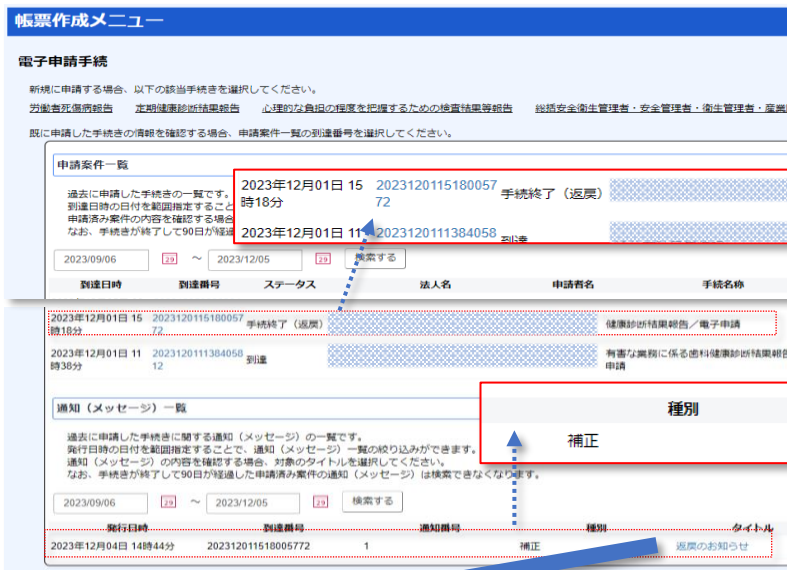 帳票作成メニュー
電子申請手続
新規に申請する場合、以下の該当手続きを選択してください。
労働者死傷病報告 定期健康診断結果報告 心理的な負担の程度を把握するための検査結果等報告 総括安全衛生管理者・安全管理者・衛生管理者・産業
既に申請した手続きの情報を確認する場合、申請案件一覧の到達番号を選択してください。
申請案件一覧
過去に申請した手続きの一覧です。
到達日時の日付を範囲指定すること
申請済み案件の内容を確認する場合
なお、手続きが終了して90日が経過
2023年12月01日 15
時18分
2023120115180057
72
手続終了（返戻）
2023年12月01日 11
2023120111384058
到達
2023/09/06 29 ～ 2023/12/05 29 検索する
到達日時 到達番号 ステータス 法人名 申請者名 手続名称
2023年12月01日 15
時18分
2023120115180057
72
手続終了（返戻）
健康診断結果報告／電子申請
2023年12月01日 11
時38分
2023120111384058
12
到達
有害な業務に係る歯科健康診断結果報告
申請
通知（メッセージ）一覧
過去に申請した手続きに関する通知（メッセージ）の一覧です。
発行日時の日付を範囲指定することで、通知（メッセージ）一覧の絞り込みができます。
通知（メッセージ）の内容を確認する場合、対象のタイトルを選択してください。
なお、手続きが終了して90日が経過した申請済み案件の通知（メッセージ）は検索できなくなります。
種別
補正
2023/09/06 29 ～ 2023/12/05 29 検索する
発行日時 到達番号 通知番号 種別 タイトル
2023年12月04日 14時44分 202312011518005772 1 補正 返戻のお知らせ